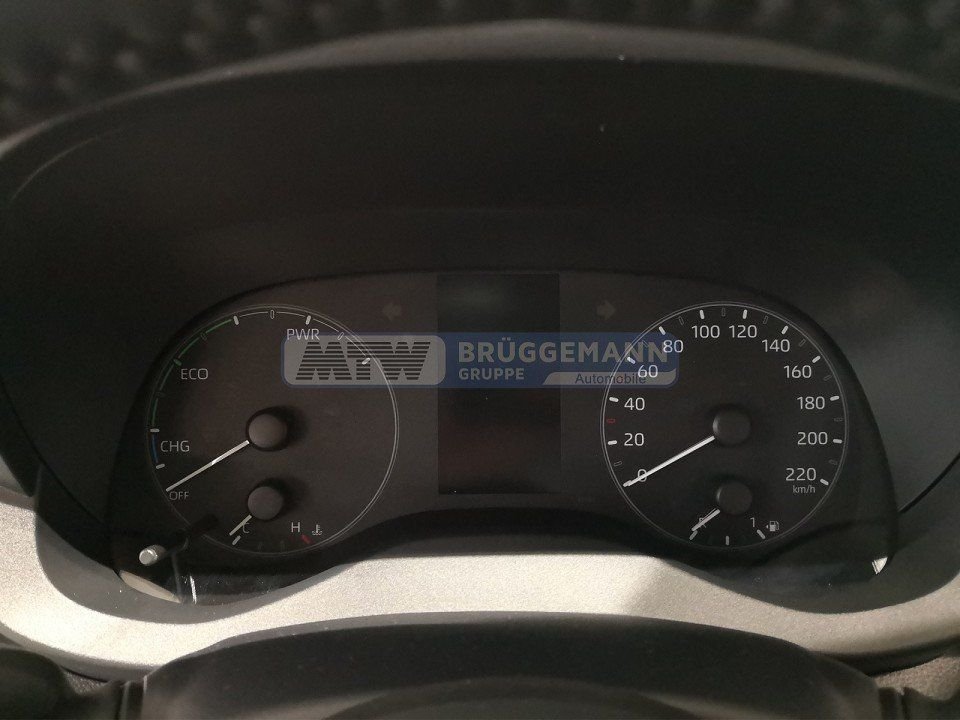 PWR
ECO
CHG
OFF
C
H
MTW BRÜGGEMANN
GRUPPE
Automobile
0
20
40
60
80
100
120
140
160
180
200
220
km/h
1